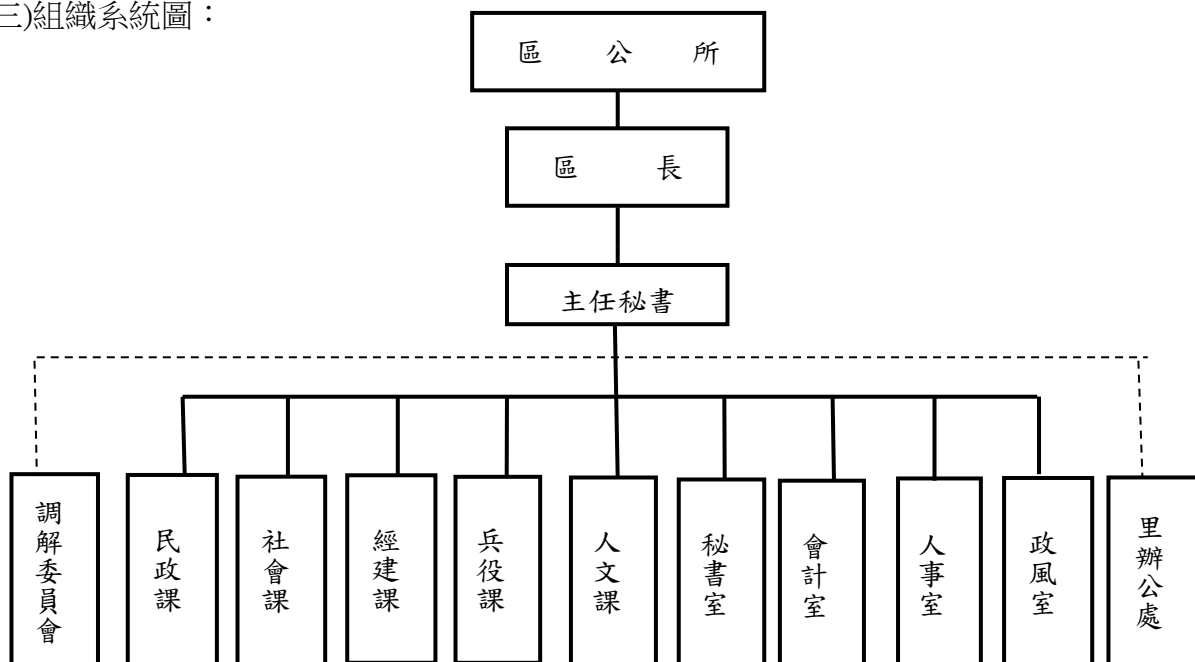 三)組織系統圖：
區 公 所
區 長
主任秘書
調解委員會
民政課
社會課
經建課
兵役課
人文課
秘書室
會計室
人事室
政風室
里辦公處